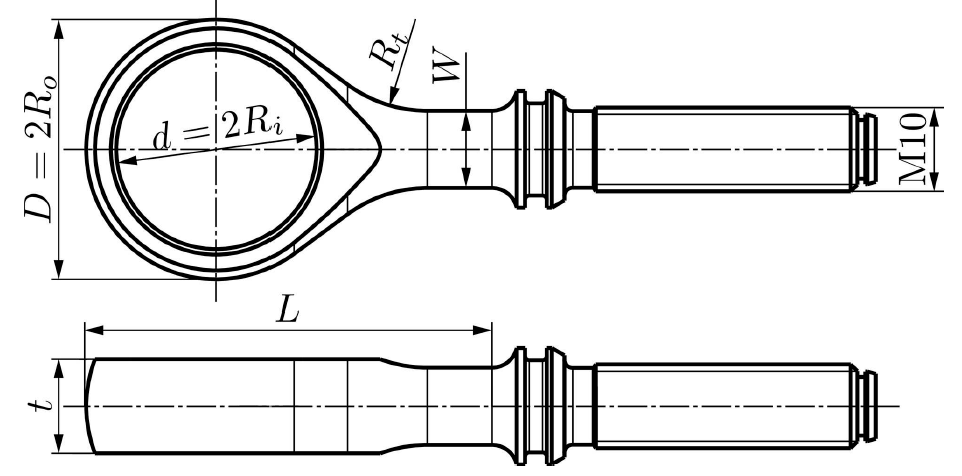 R_t
W
d = 2R_i
D = 2R_o
M10
L
t